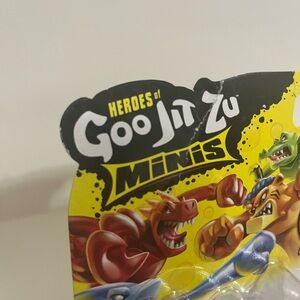 HEROES of
GOO JIT ZU
MINIS